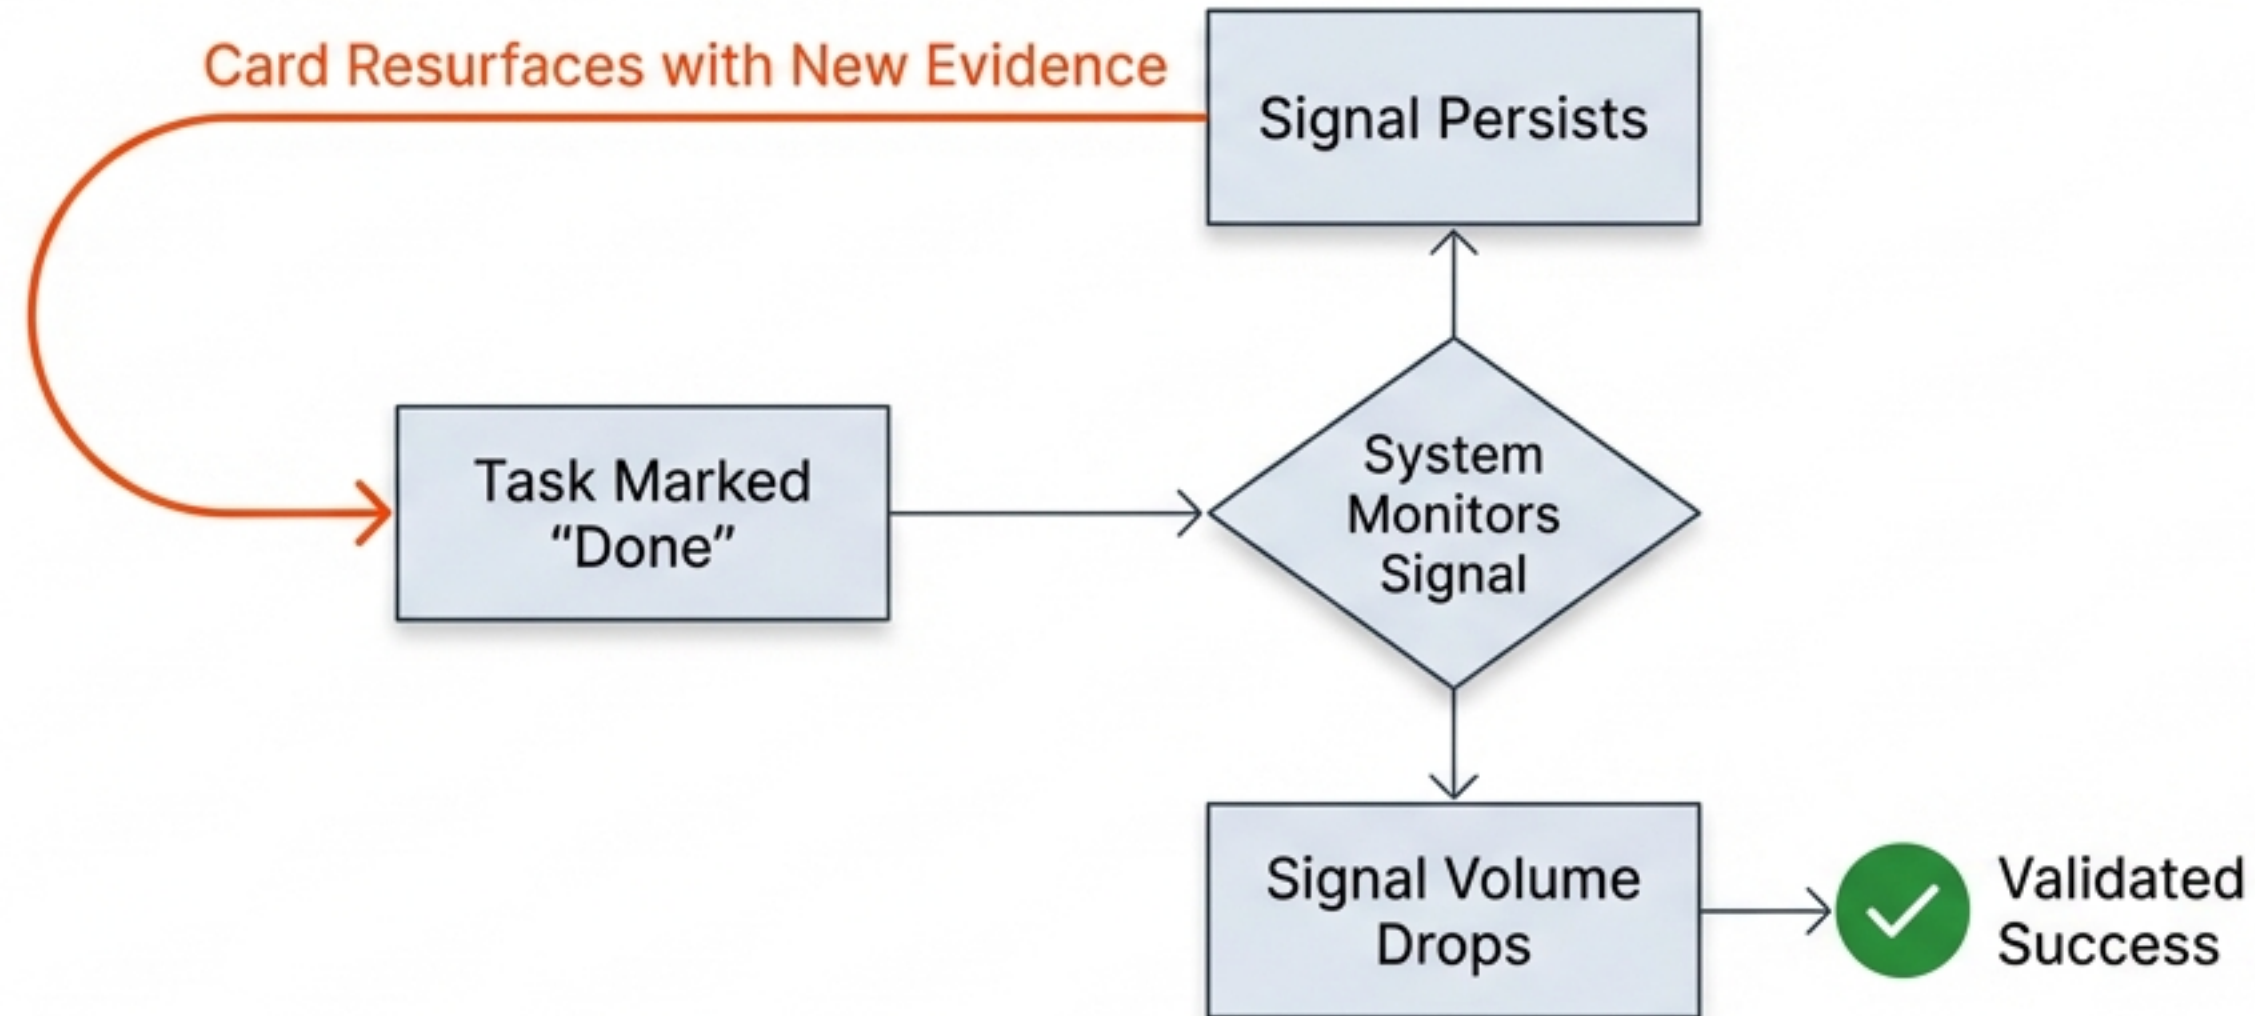 Card Resurfaces with New Evidence
Signal Persists
Task Marked
“Done”
System
Monitors
Signal
Signal Volume
Drops
Validated
Success